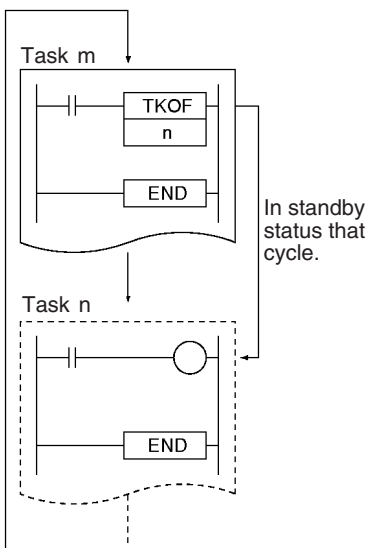 Task m
TKOF
n
END
In standby
status that
cycle.
Task n
END